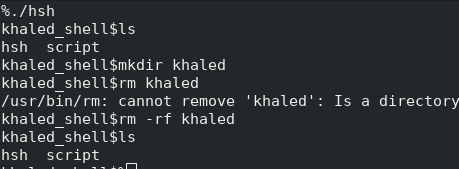 %./hsh
khaled_shell$ls
hsh  script
khaled_shell$mkdir khaled
khaled_shell$rm khaled
/usr/bin/rm: cannot remove 'khaled': Is a directory
khaled_shell$rm -rf khaled
khaled_shell$ls
hsh  script